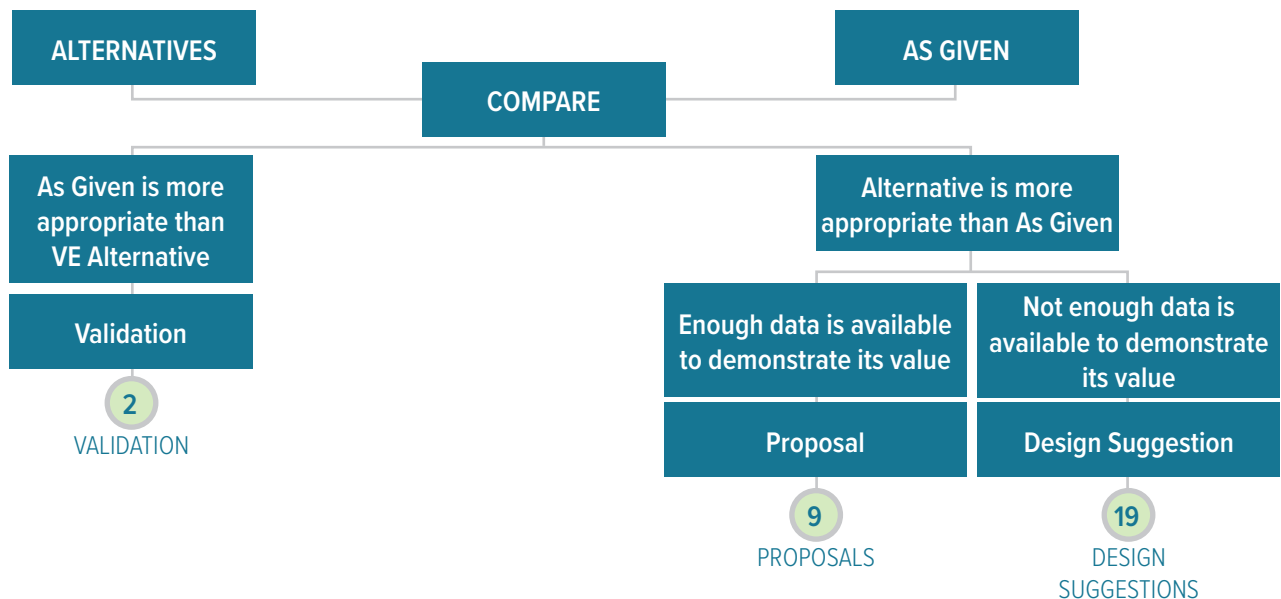 ALTERNATIVES
AS GIVEN
COMPARE
As Given is more
appropriate than
VE Alternative
Alternative is more
appropriate than As Given
Validation
Enough data is available
to demonstrate its value
Not enough data is
available to demonstrate
its value
2
VALIDATION
Proposal
Design Suggestion
9
PROPOSALS
19
DESIGN
SUGGESTIONS